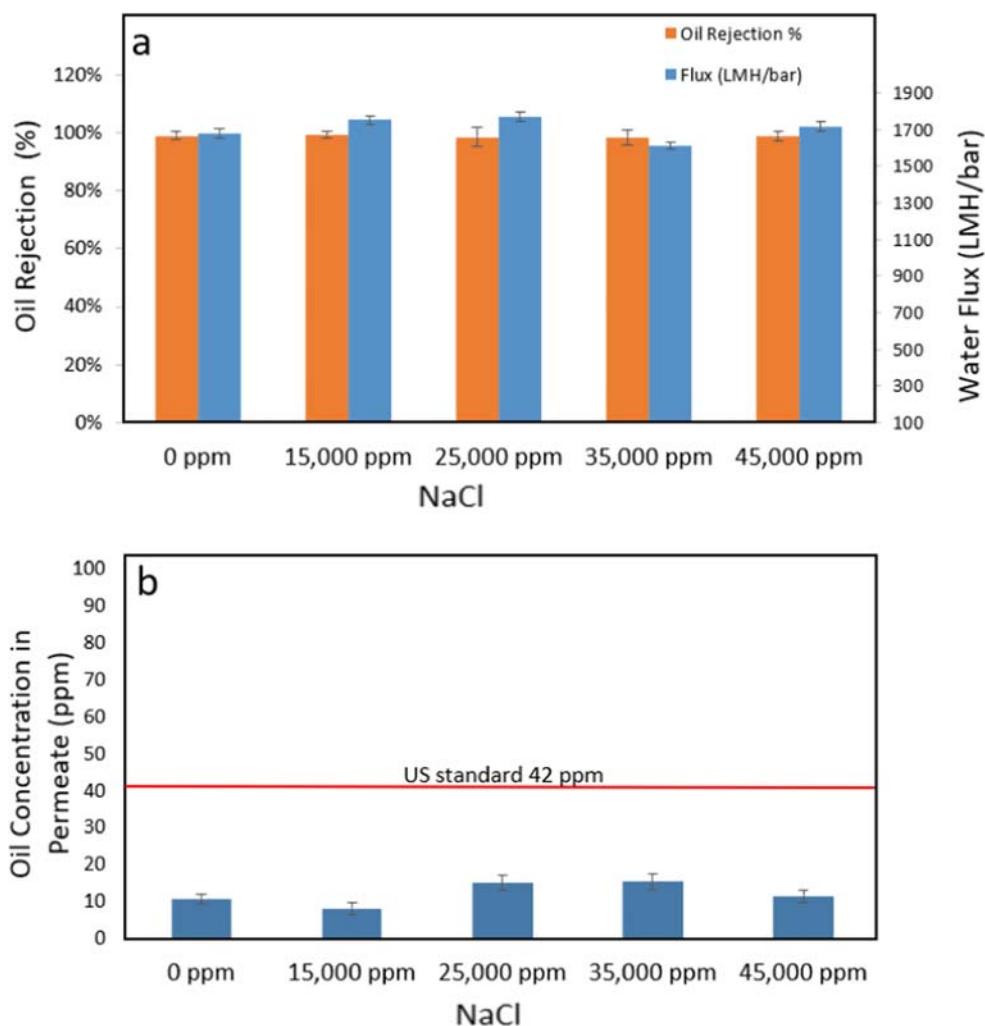 a
Oil Rejection %
Flux (LMH/bar)
Oil Rejection (%)
120%
100%
80%
60%
40%
20%
0%
1900
1700
1500
1300
1100
900
700
500
300
100
Water Flux (LMH/bar)
0 ppm 15,000 ppm 25,000 ppm 35,000 ppm 45,000 ppm
NaCl
b
Oil Concentration in
Permeate (ppm)
100
90
80
70
60
50
40
30
20
10
0
US standard 42 ppm
0 ppm 15,000 ppm 25,000 ppm 35,000 ppm 45,000 ppm
NaCl